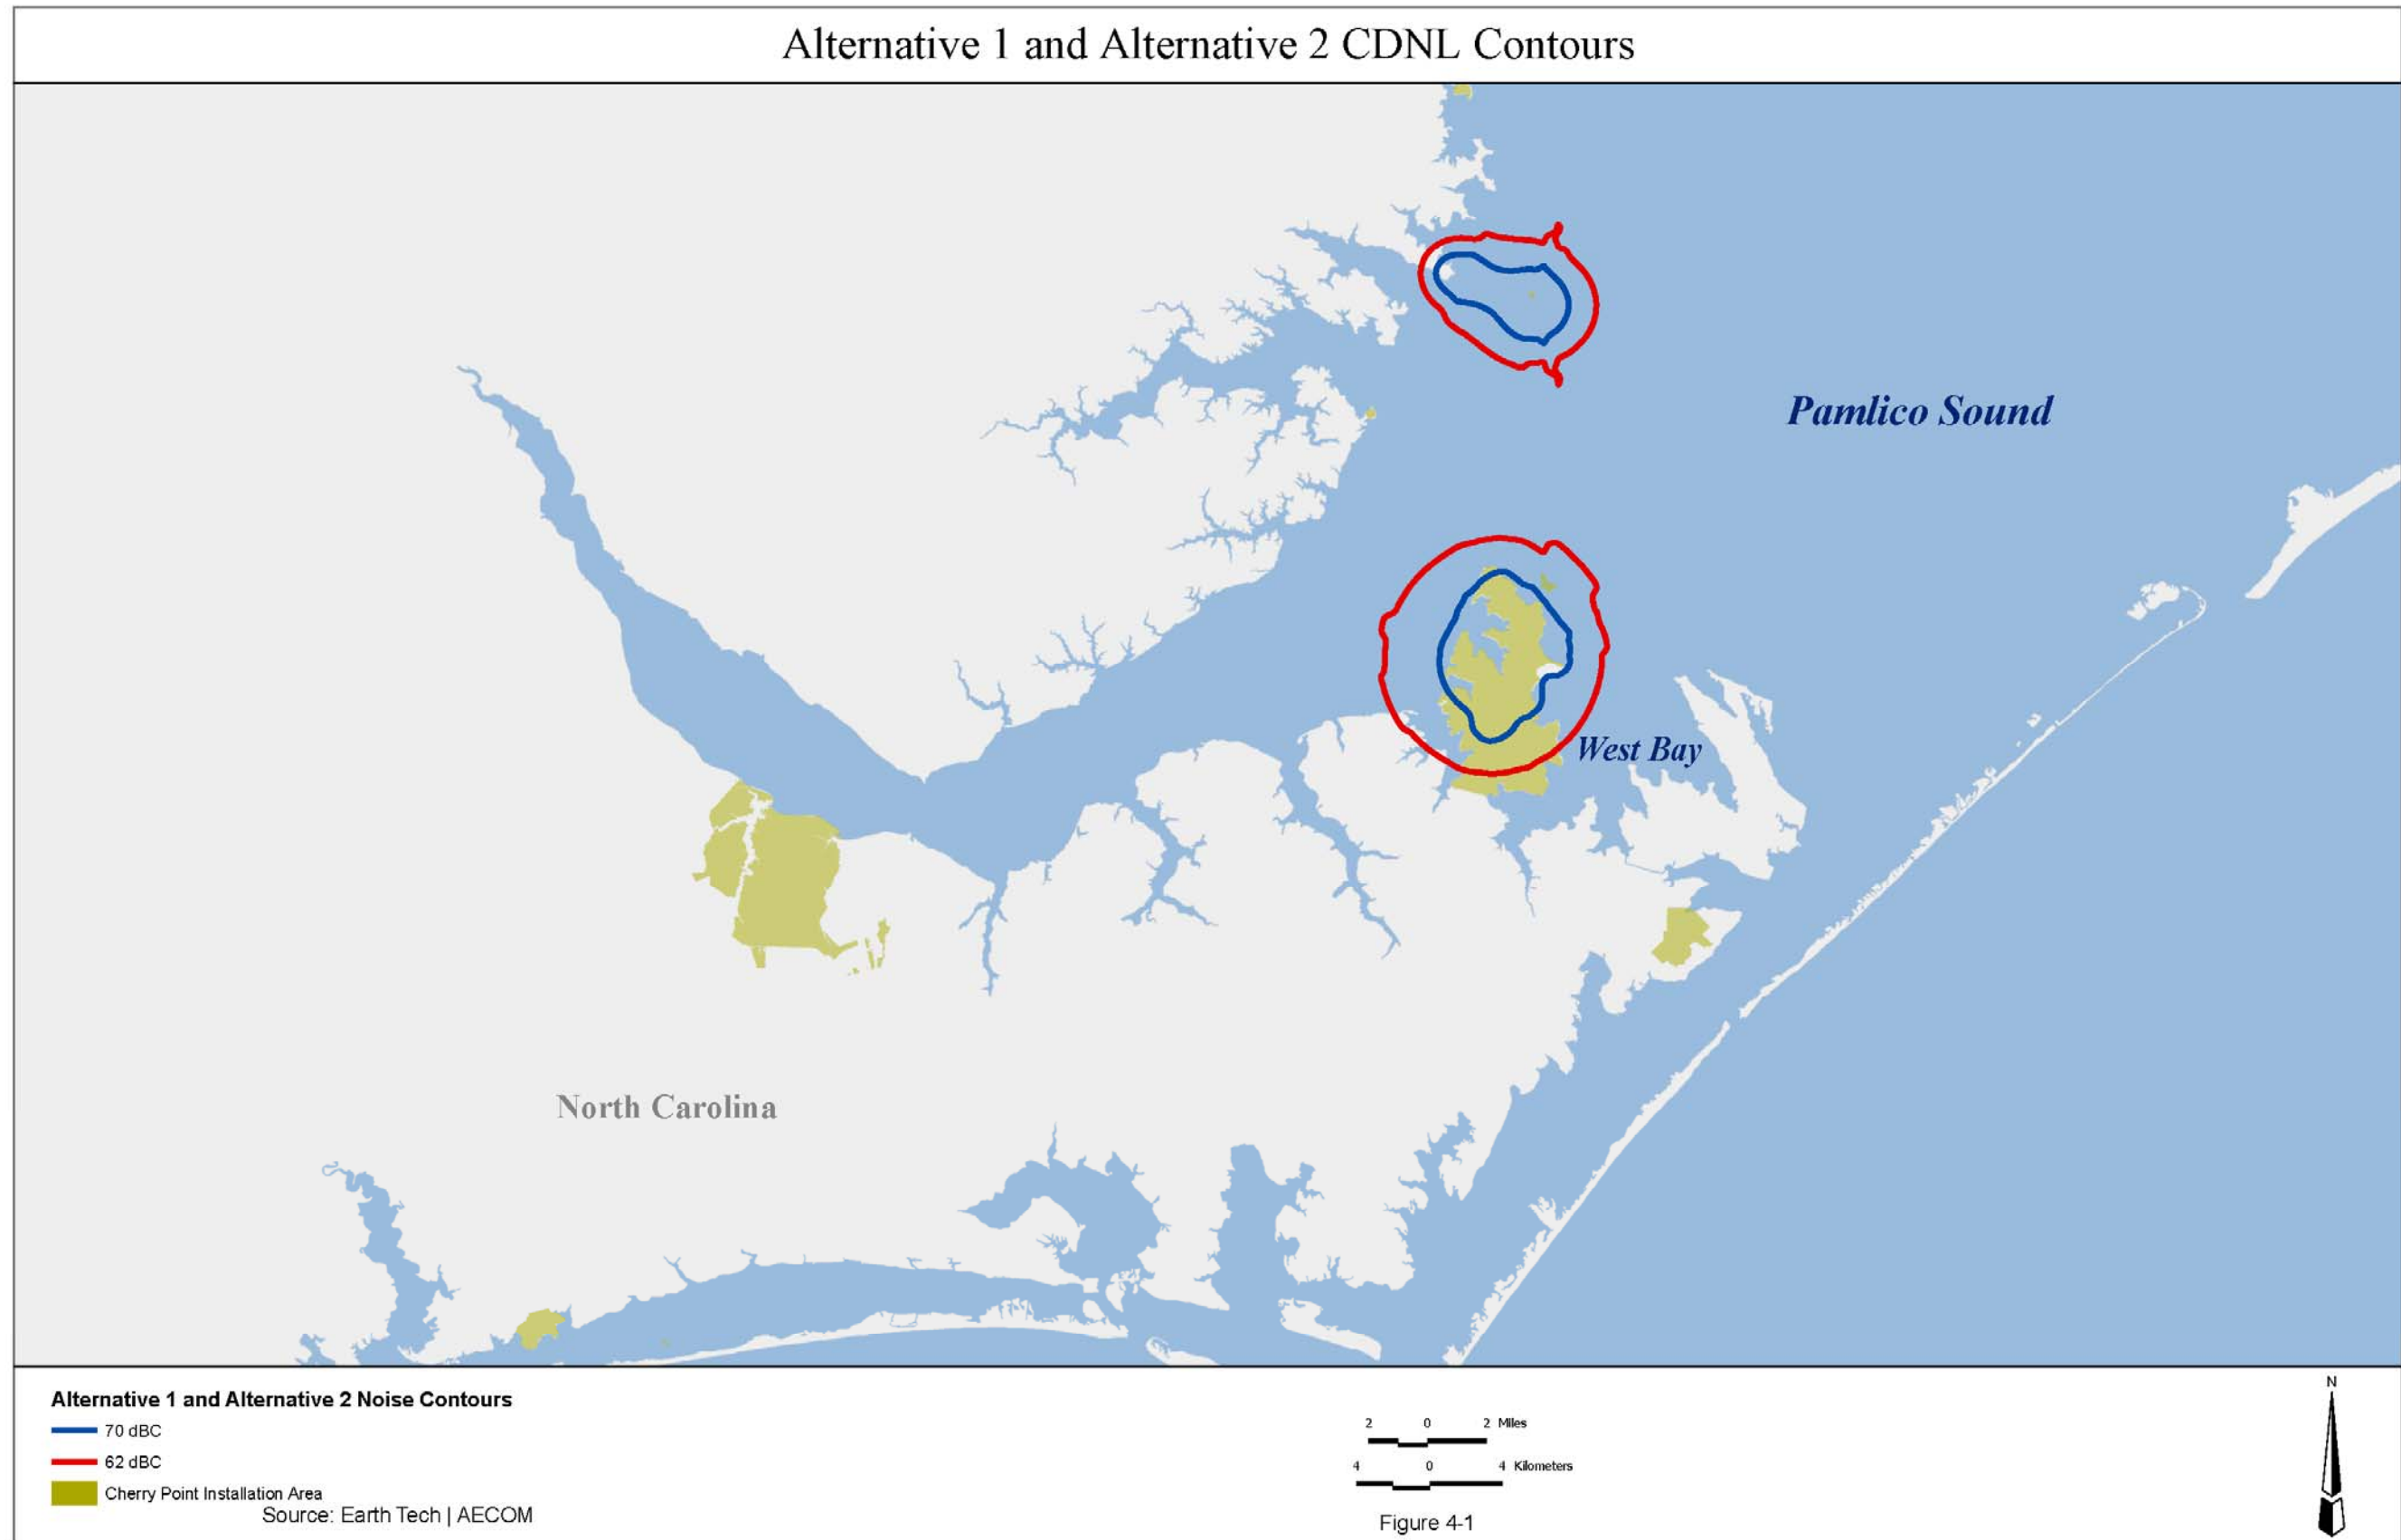 Alternative 1 and Alternative 2 CDNL Contours
Pamlico Sound
West Bay
North Carolina
Alternative 1 and Alternative 2 Noise Contours
70 dBC
62 dBC
Cherry Point Installation Area
Source: Earth Tech | AECOM
2 0 2 Miles
4 0 4 Kilometers
Figure 4-1
N